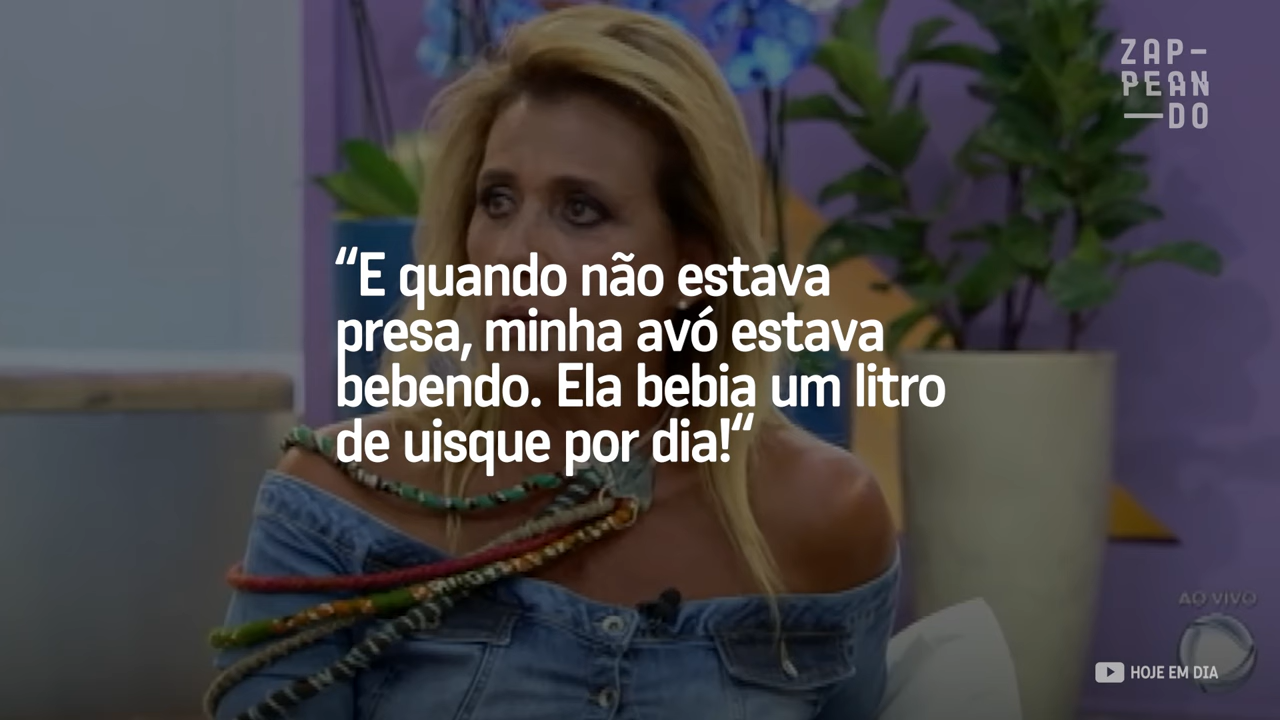 ZAP-
PEAN
—DO
“E quando não estava
presa, minha avó estava
bebendo. Ela bebia um litro
de uisque por dia!“
AO VIVO
HOJE EM DIA